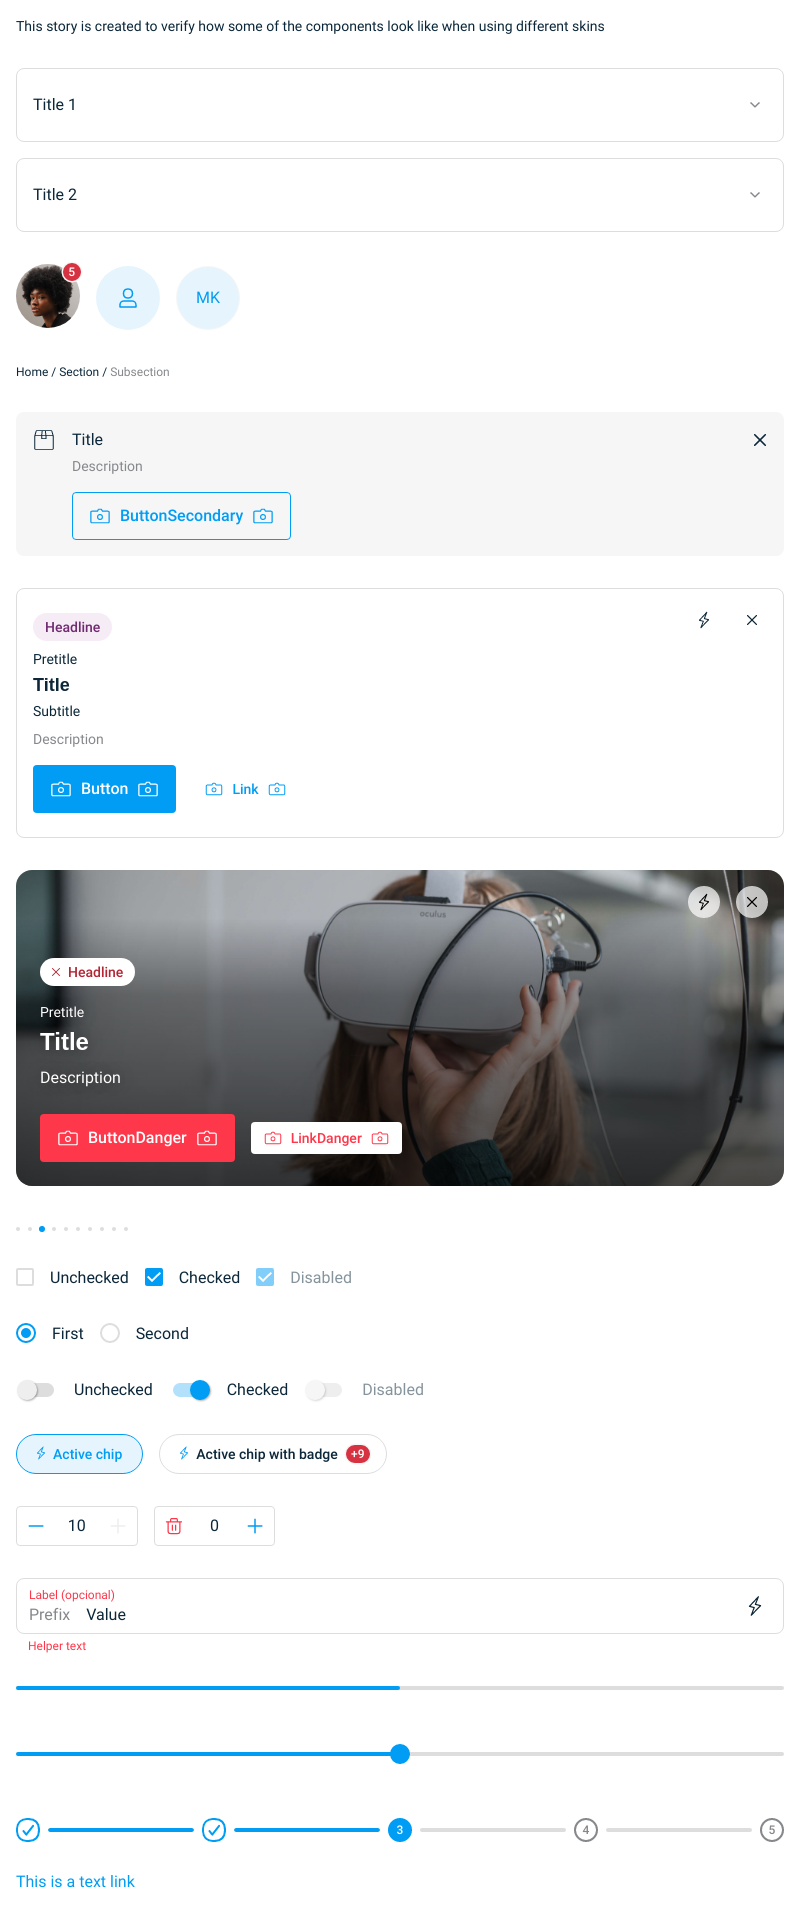 This story is created to verify how some of the components look like when using different skins
Title 1
Title 2
5
MK
Home / Section / Subsection
Title
Description
ButtonSecondary
Headline
Pretitle
Title
Subtitle
Description
Button Link
oculus
Headline
Pretitle
Title
Description
ButtonDanger LinkDanger
Unchecked Checked Disabled
First Second
Unchecked Checked Disabled
Active chip Active chip with badge +9
10 0
Label (opcional)
Prefix Value
Helper text
3 4 5
This is a text link